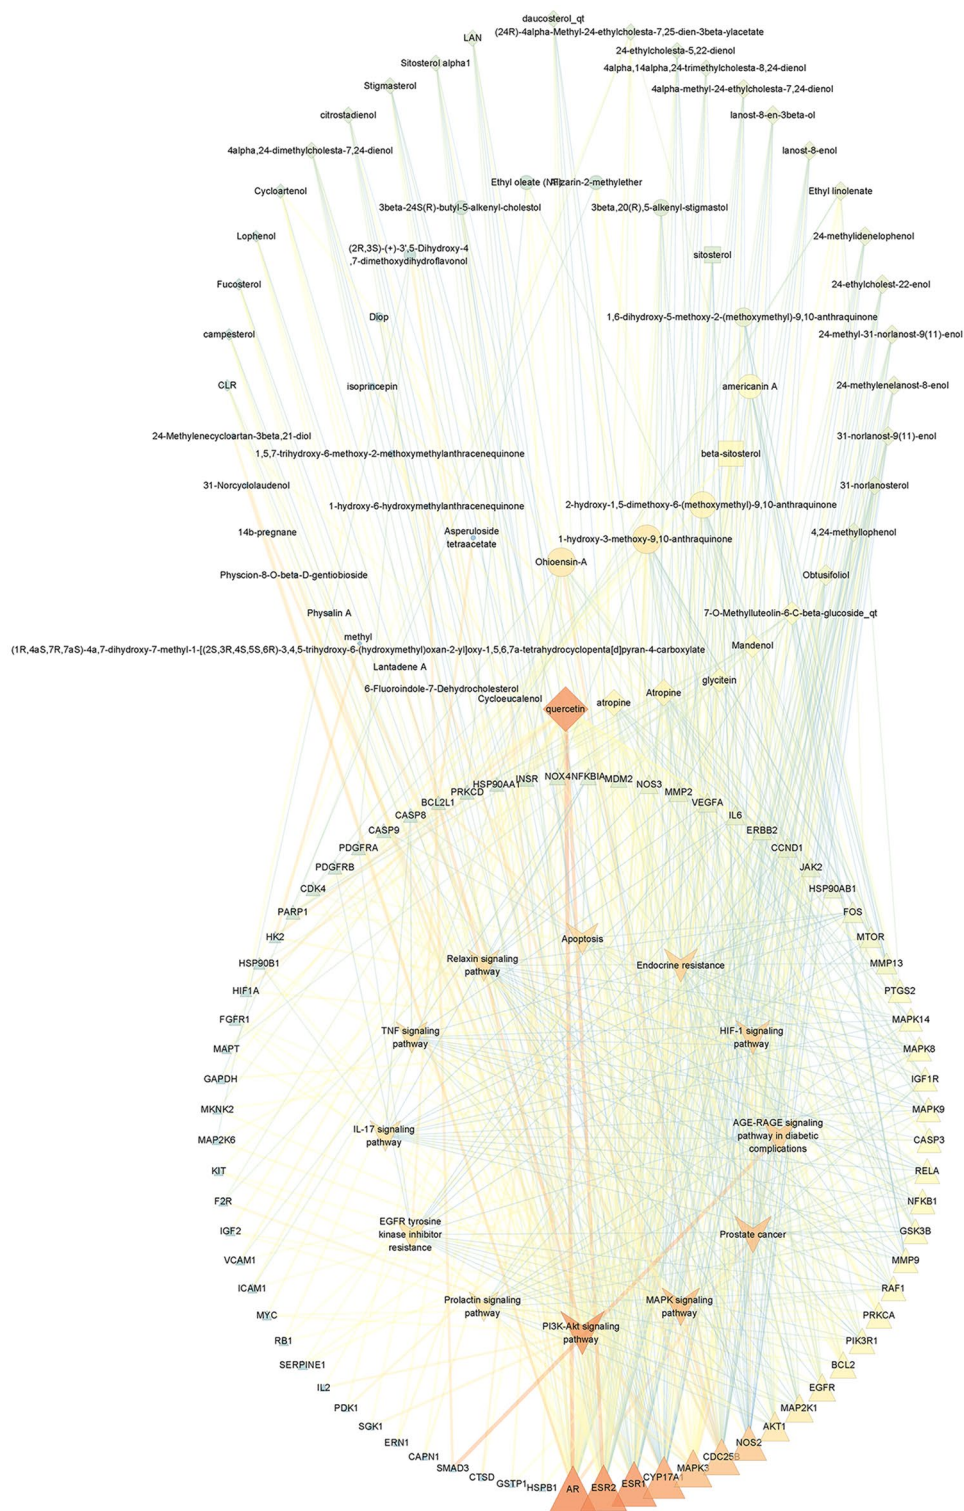 daucosterol_qt
(24R)-4alpha-Methyl-24-ethylcholesta-7,25-dien-3beta-ylacetate
LAN
24-ethylcholesta-5,22-dienol
Sitosterol alpha1
4alpha,14alpha,24-trimethylcholesta-8,24-dienol
Stigmasterol
4alpha-methyl-24-ethylcholesta-7,24-dienol
citrostadienol
lanost-8-en-3beta-ol
4alpha,24-dimethylcholesta-7,24-dienol
lanost-8-enol
Cycloartenol
Ethyl oleate
Alizarin-2-methylether
Ethyl linolenate
3beta-24S(R)-butyl-5-alkenyl-cholestol
3beta,20(R),5-alkenyl-stigmastol
Lophenol
24-methylidenelophenol
(2R,3S)-(+)-3',5-Dihydroxy-4
,7-dimethoxydihydroflavonol
sitosterol
Fucosterol
24-ethylcholest-22-enol
Diop
1,6-dihydroxy-5-methoxy-2-(methoxymethyl)-9,10-anthraquinone
campesterol
24-methyl-31-norlanost-9(11)-enol
CLR
isoprincepin
americanin A
24-methylenelanost-8-enol
24-Methylenecycloartan-3beta,21-diol
31-norlanost-9(11)-enol
1,5,7-trihydroxy-6-methoxy-2-methoxymethylanthracenequinone
beta-sitosterol
31-Norcyclolaudenol
31-norlanosterol
1-hydroxy-6-hydroxymethylanthracenequinone
2-hydroxy-1,5-dimethoxy-6-(methoxymethyl)-9,10-anthraquinone
14b-pregnane
Asperuloside
tetraacetate
1-hydroxy-3-methoxy-9,10-anthraquinone
4,24-methyllophenol
Ohioensin-A
Physcion-8-O-beta-D-gentiobioside
Obtusifoliol
Physalin A
7-O-Methylluteolin-6-C-beta-glucoside_qt
methyl
(1R,4aS,7R,7aS)-4a,7-dihydroxy-7-methyl-1-[(2S,3R,4S,5S,6R)-3,4,5-trihydroxy-6-(hydroxymethyl)oxan-2-yl]oxy-1,5,6,7a-tetrahydrocyclopenta[d]pyran-4-carboxylate
Mandenol
Lantadene A
glycitein
6-Fluoroindole-7-Dehydrocholesterol
Cycloeucalenol
quercetin
atropine
Atropine
NOX4
NFKBIA
MDM2
INSR
NOS3
HSP90AA1
MMP2
PRKCD
VEGFA
BCL2L1
IL6
CASP8
ERBB2
CASP9
CCND1
PDGFRA
JAK2
PDGFRB
HSP90AB1
CDK4
FOS
PARP1
MTOR
HK2
Apoptosis
MMP13
HSP90B1
Relaxin signaling
pathway
Endocrine resistance
PTGS2
HIF1A
MAPK14
FGFR1
TNF signaling
pathway
HIF-1 signaling
pathway
MAPK8
MAPT
IGF1R
GAPDH
MAPK9
MKNK2
AGE-RAGE signaling
pathway in diabetic
complications
IL-17 signaling
pathway
CASP3
MAP2K6
RELA
KIT
NFKB1
F2R
GSK3B
IGF2
EGFR tyrosine
kinase inhibitor
resistance
Prostate cancer
MMP9
VCAM1
RAF1
ICAM1
Prolactin signaling
pathway
MAPK signaling
pathway
PRKCA
MYC
PI3K-Akt signaling
pathway
PIK3R1
RB1
BCL2
SERPINE1
EGFR
IL2
MAP2K1
PDK1
AKT1
SGK1
NOS2
ERN1
CDC25B
CAPN1
MAPK3
SMAD3
CYP17A1
CTSD
ESR1
GSTP1
ESR2
HSPB1
AR